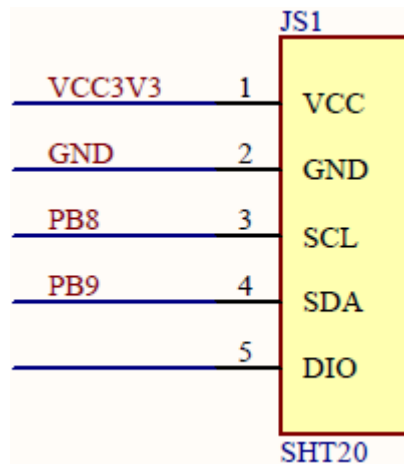 JS1
VCC3V3 1 VCC
GND 2 GND
PB8 3 SCL
PB9 4 SDA
5 DIO
SHT20